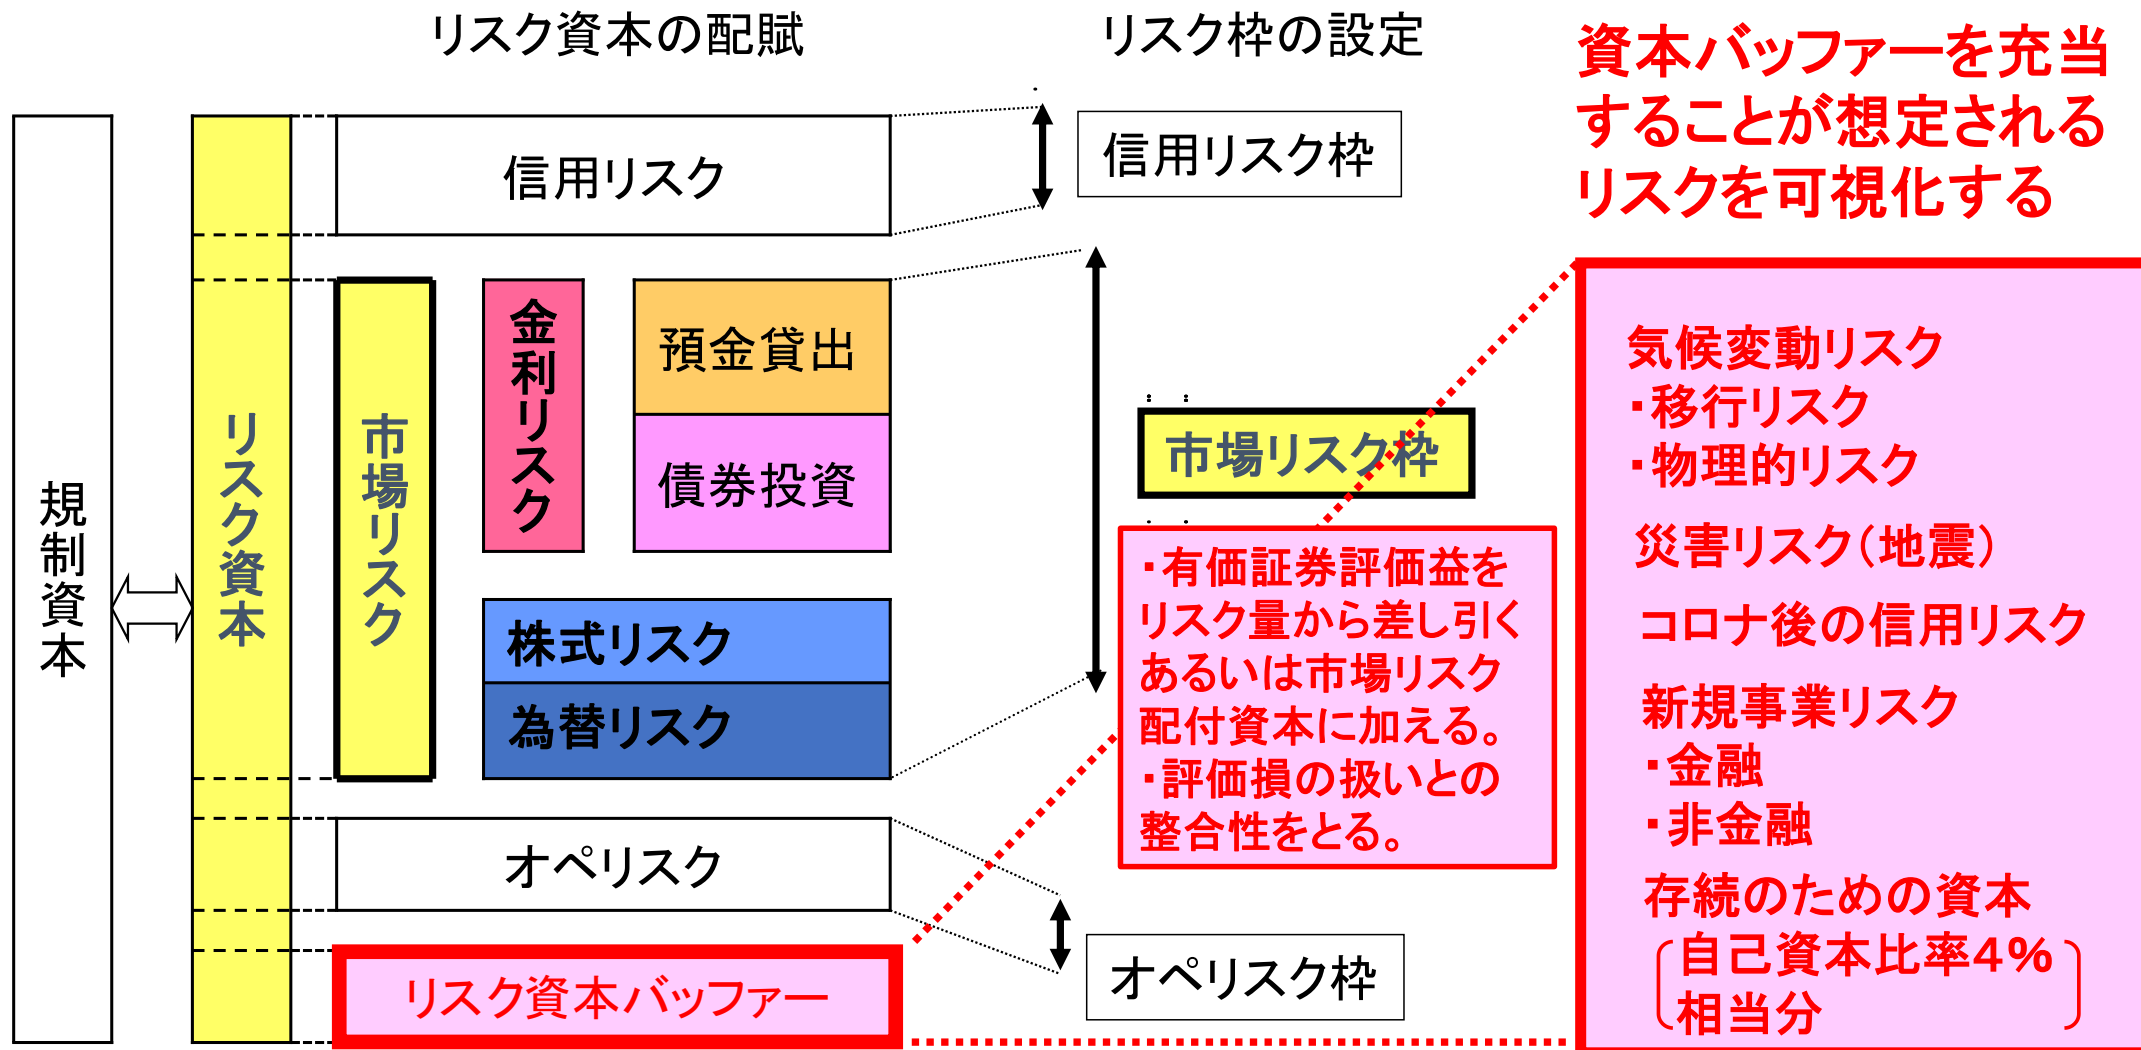 リスク資本の配賦
リスク枠の設定
資本バッファーを充当
することが想定される
リスクを可視化する
規制資本
リスク資本
信用リスク
信用リスク枠
市場リスク
金利リスク
預金貸出
債券投資
株式リスク
為替リスク
市場リスク枠
・有価証券評価益を
リスク量から差し引く
あるいは市場リスク
配付資本に加える。
・評価損の扱いとの
整合性をとる。
オペリスク
オペリスク枠
リスク資本バッファー
気候変動リスク
・移行リスク
・物理的リスク
災害リスク（地震）
コロナ後の信用リスク
新規事業リスク
・金融
・非金融
存続のための資本
自己資本比率4%
相当分